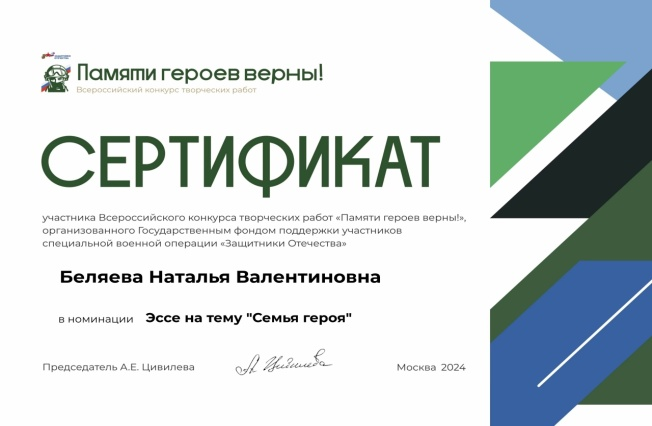 Памяти героев верны!
Всероссийский конкурс творческих работ
СЕРТИФИКАТ
участника Всероссийского конкурса творческих работ «Памяти героев верны!»,
организованного Государственным фондом поддержки участников
специальной военной операции «Защитники Отечества»
Беляева Наталья Валентиновна
в номинации Эссе на тему "Семья героя"
Председатель А.Е. Цивилева
Москва 2024